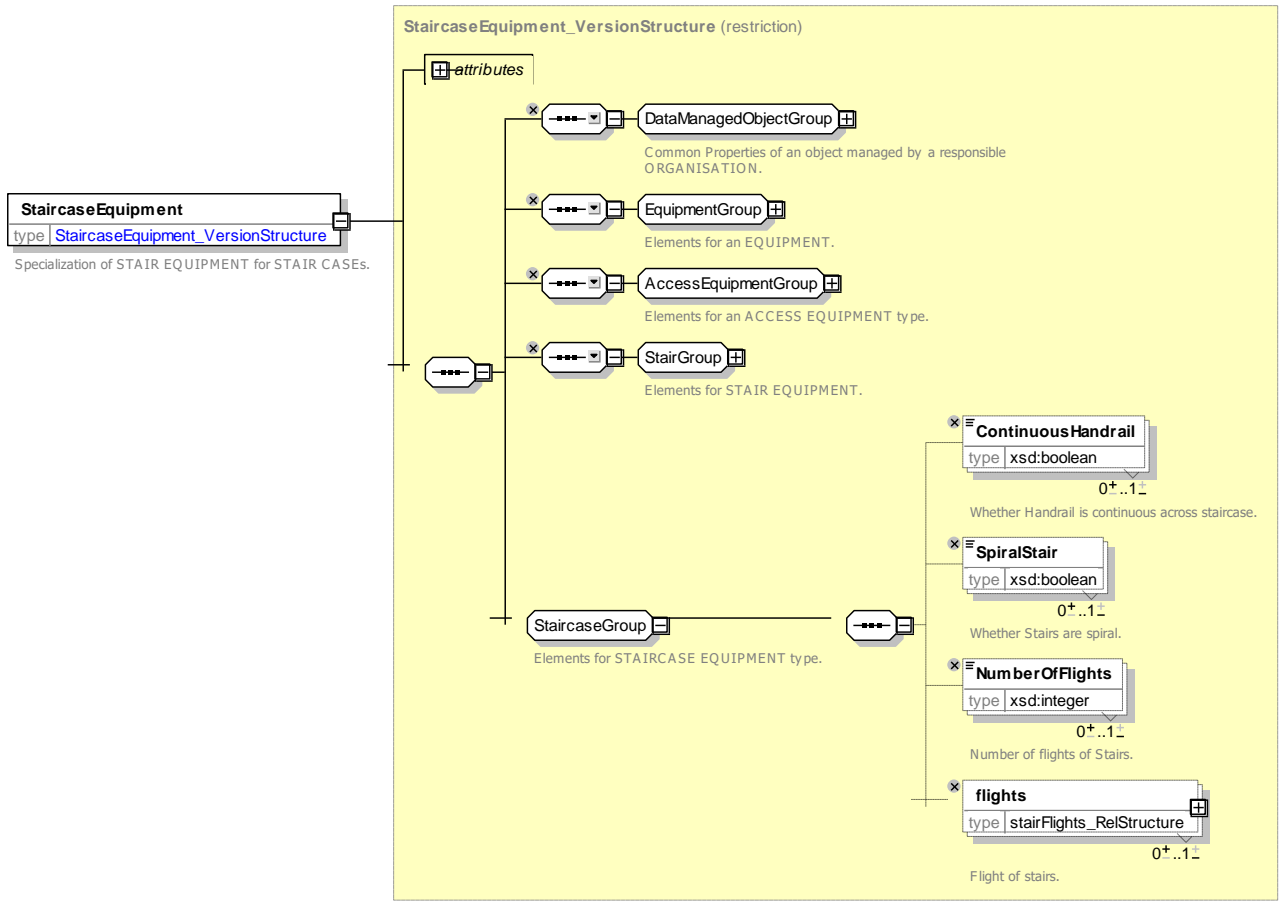 StaircaseEquipment_VersionStructure (restriction)
attributes
DataManagedObjectGroup
Common Properties of an object managed by a responsible
ORGANISATION.
StaircaseEquipment
type StaircaseEquipment_VersionStructure
Specialization of STAIR EQUIPMENT for STAIR CASEs.
EquipmentGroup
Elements for an EQUIPMENT.
AccessEquipmentGroup
Elements for an ACCESS EQUIPMENT type.
StairGroup
Elements for STAIR EQUIPMENT.
ContinuousHandrail
type xsd:boolean
0..1
Whether Handrail is continuous across staircase.
SpiralStair
type xsd:boolean
0..1
Whether Stairs are spiral.
StaircaseGroup
Elements for STAIRCASE EQUIPMENT type.
NumberOfFlights
type xsd:integer
0..1
Number of flights of Stairs.
flights
type stairFlights_RelStructure
0..1
Flight of stairs.